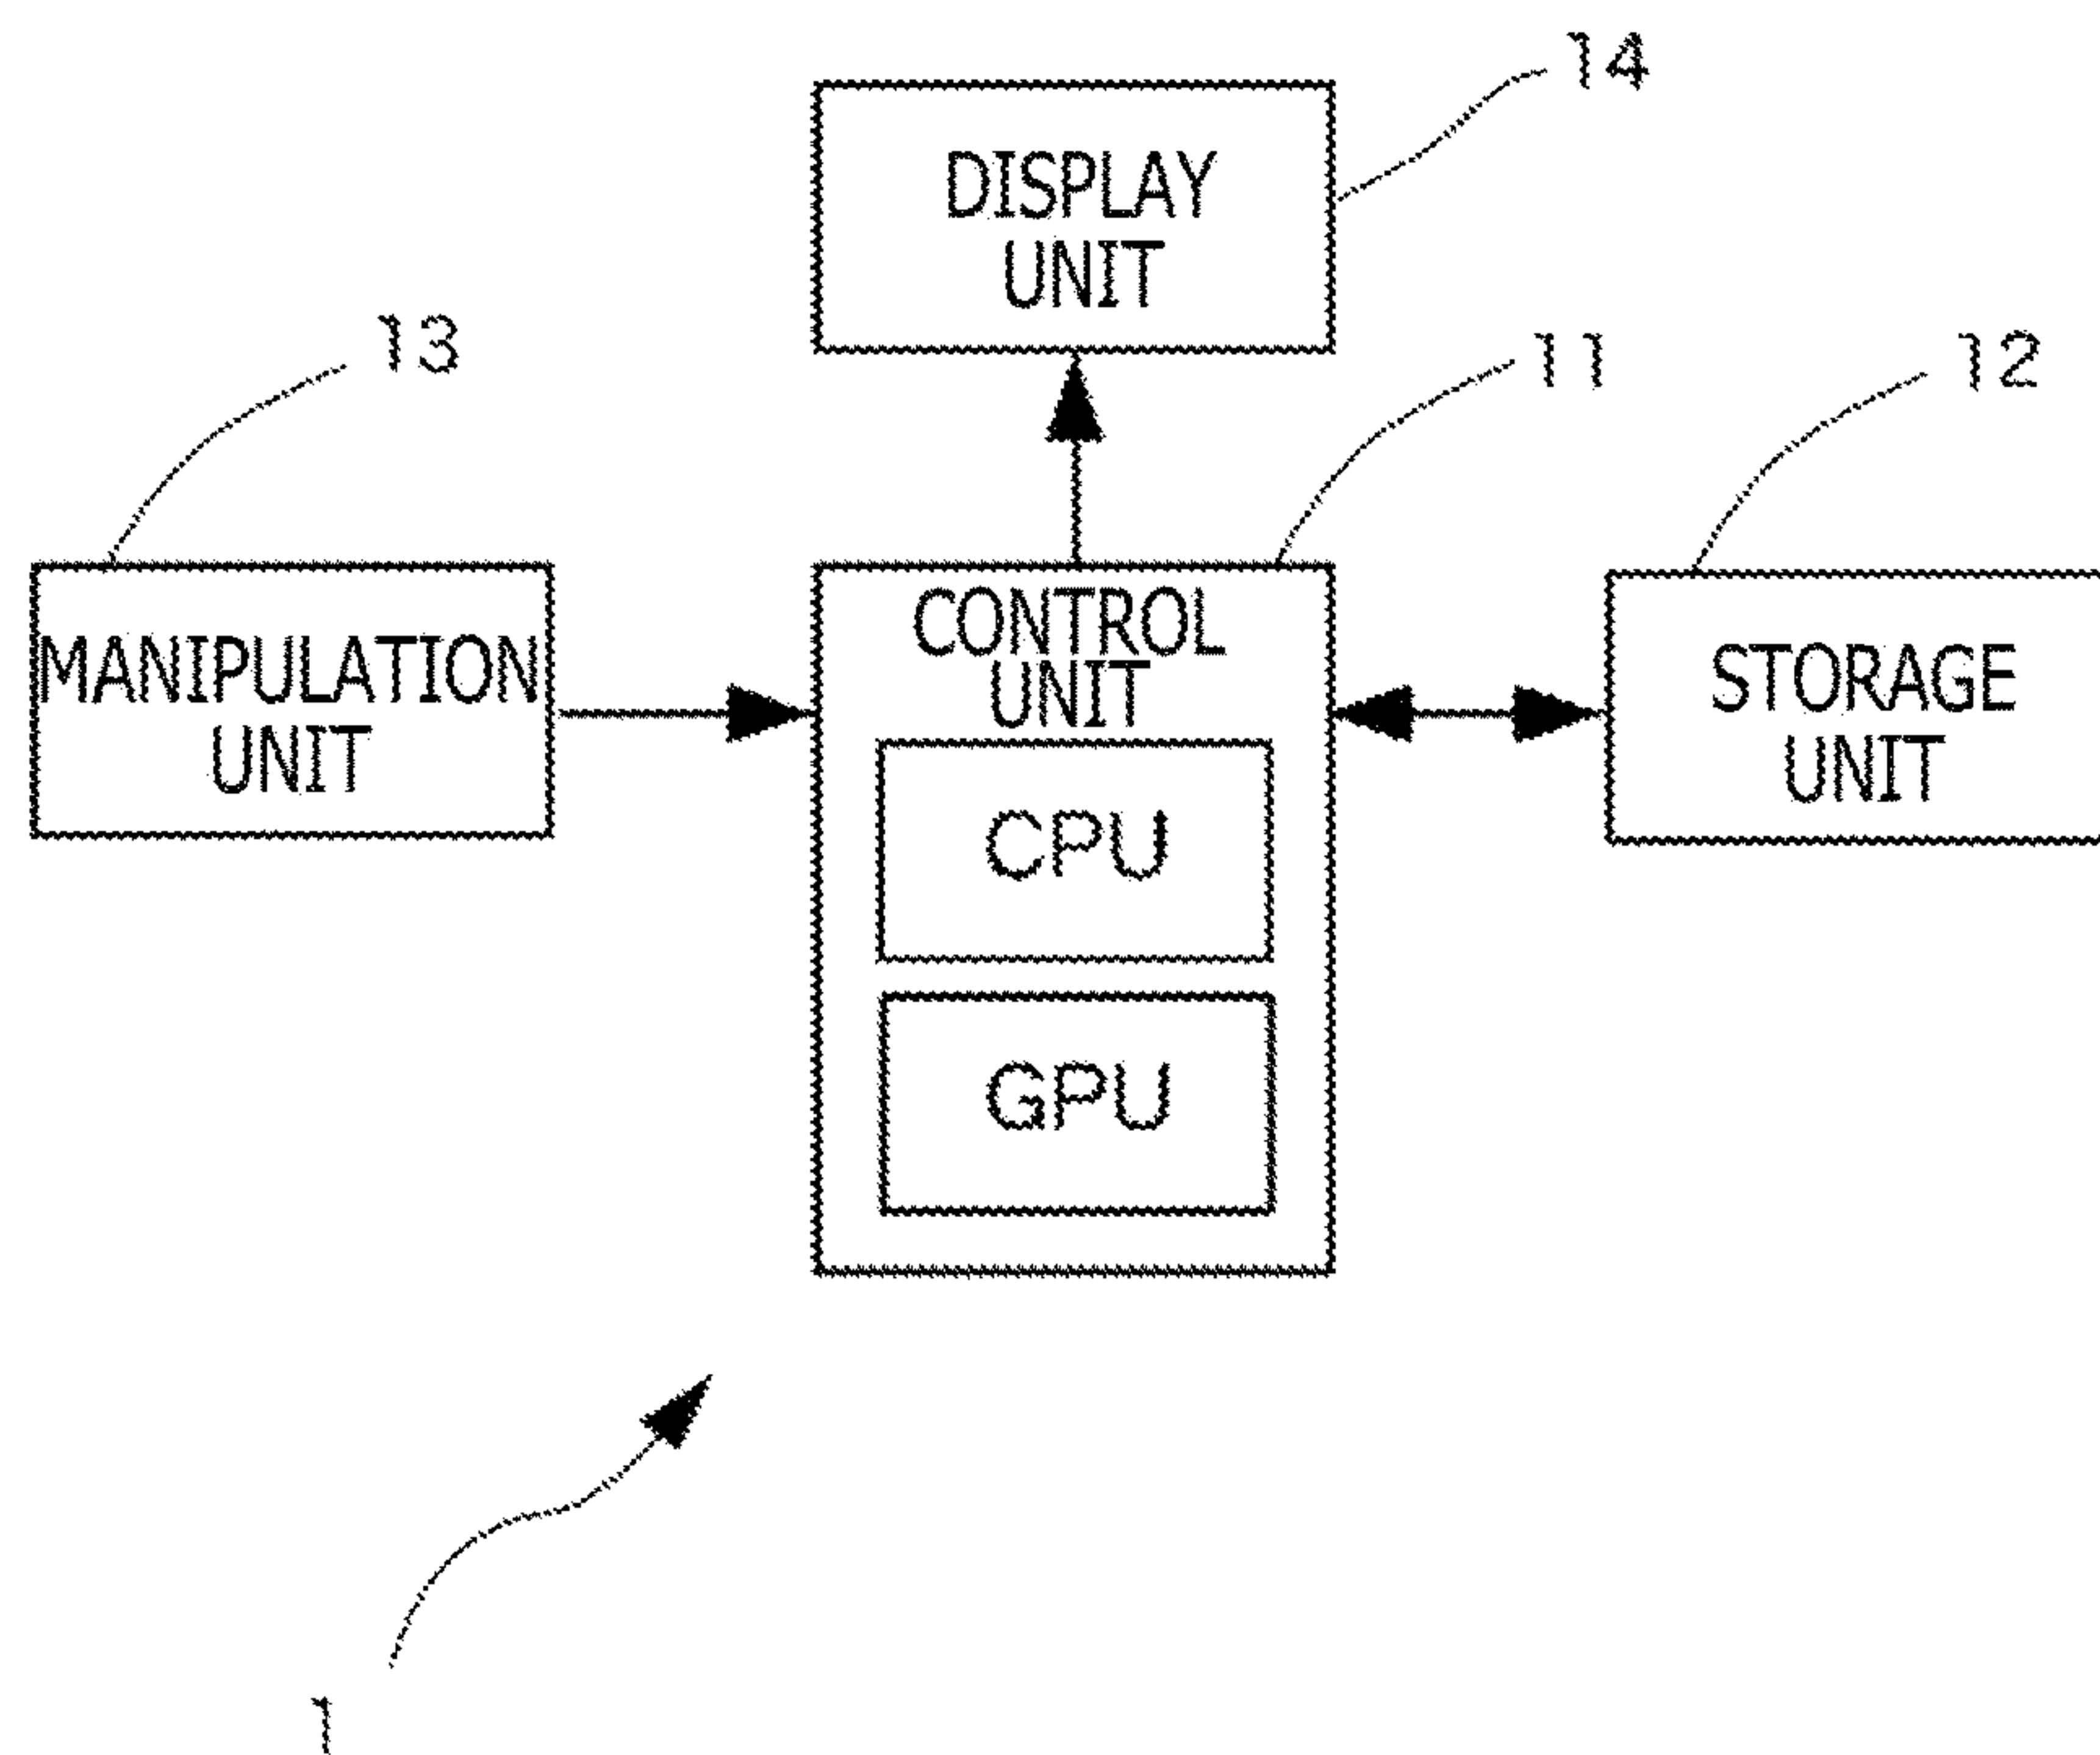 14
DISPLAY
UNIT
13
11
12
MANIPULATION
UNIT
CONTROL
UNIT
STORAGE
UNIT
CPU
GPU
1